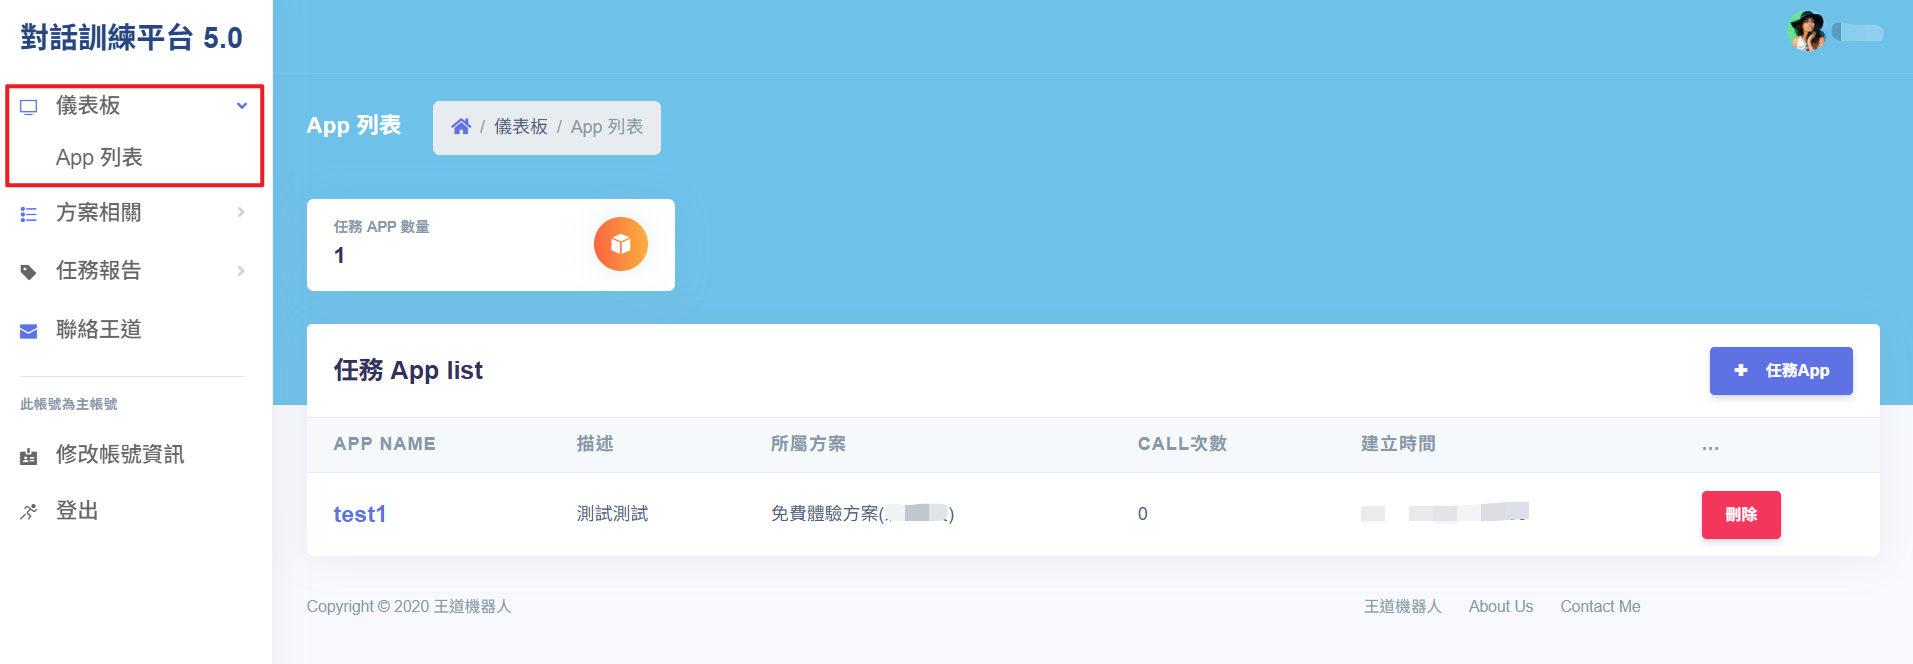 對話訓練平台 5.0
儀表板
App 列表
方案相關
任務報告
聯絡王道
此帳號為主帳號
修改帳號資訊
登出
App 列表
/ 儀表板 / App 列表
任務 APP 數量
1
任務 App list
任務App
APP NAME 描述 所屬方案 CALL次數 建立時間 ...
test1 測試測試 免費體驗方案( ) 0 刪除
Copyright © 2020 王道機器人
王道機器人 About Us Contact Me